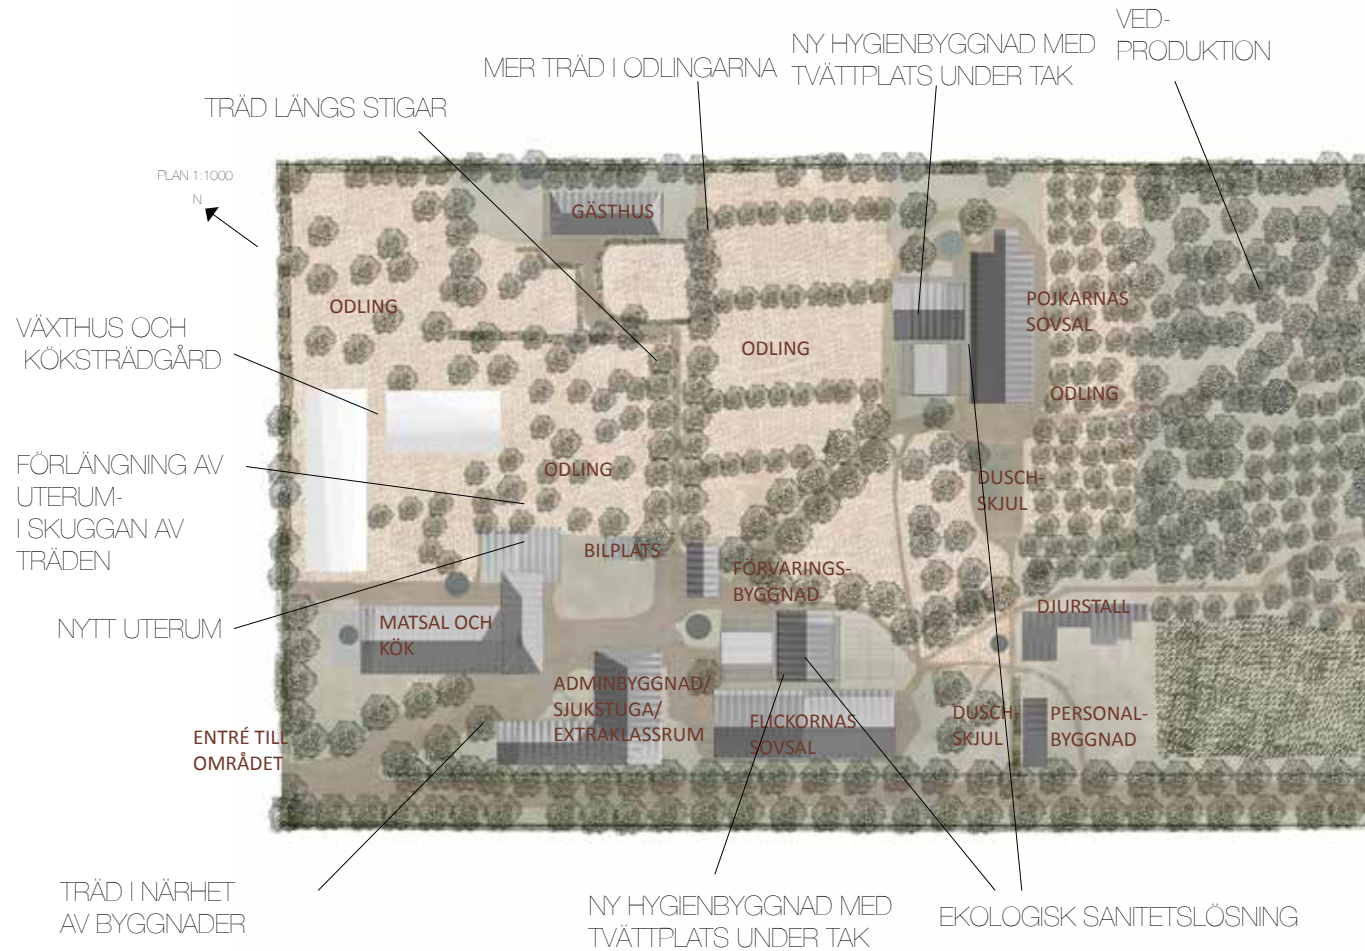 VED-
PRODUKTION
NY HYGIENBYGGNAD MED
TVÄTTPLATS UNDER TAK
MER TRÄD I ODLINGARNA
TRÄD LÄNGS STIGAR
PLAN 1:1000
N
GÄSTHUS
ODLING
POJKARNAS
SOVSAL
VÄXTHUS OCH
KÖKSTRÄDGÅRD
ODLING
ODLING
FÖRLÄNGNING AV
UTERUM-
I SKUGGAN AV
TRÄDEN
ODLING
DUSCH-
SKJUL
BILPLATS
FÖRVARINGS-
BYGGNAD
DJURSTALL
NYTT UTERUM
MATSAL OCH
KÖK
ADMINBYGGNAD/
SJUKSTUGA/
EXTRAKLASSRUM
FLICKORNAS
SOVSAL
DUSCH-
SKJUL
PERSONAL-
BYGGNAD
ENTRÉ TILL
OMRÅDET
TRÄD I NÄRHET
AV BYGGNADER
NY HYGIENBYGGNAD MED
TVÄTTPLATS UNDER TAK
EKOLOGISK SANITETSLÖSNING